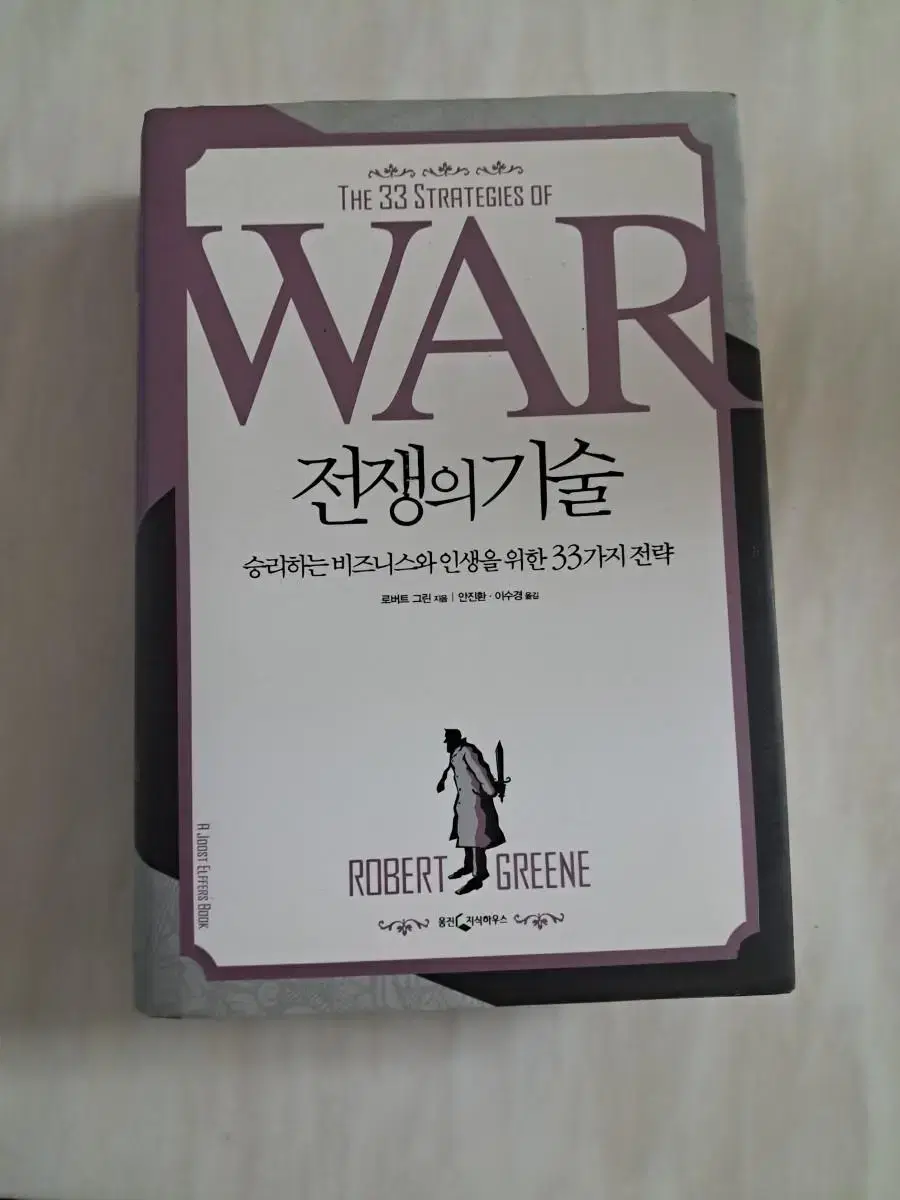 THE 33 STRATEGIES OF
WAR
전쟁의기술
승리하는 비즈니스와 인생을 위한 33가지 전략
로버트 그린 지음 | 안진환 · 이수경 옮김
ROBERT GREENE
웅진 지식하우스
A JOOST ELFFERS BOOK